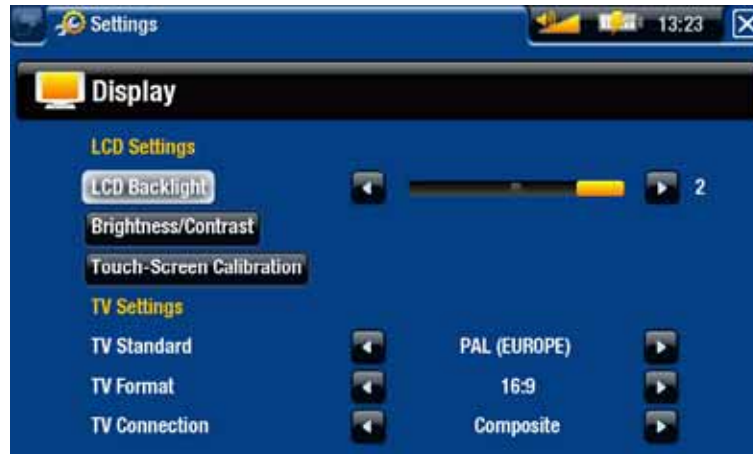 Settings 13:23
Display
LCD Settings
LCD Backlight 2
Brightness/Contrast
Touch-Screen Calibration
TV Settings
TV Standard PAL (EUROPE)
TV Format 16:9
TV Connection Composite